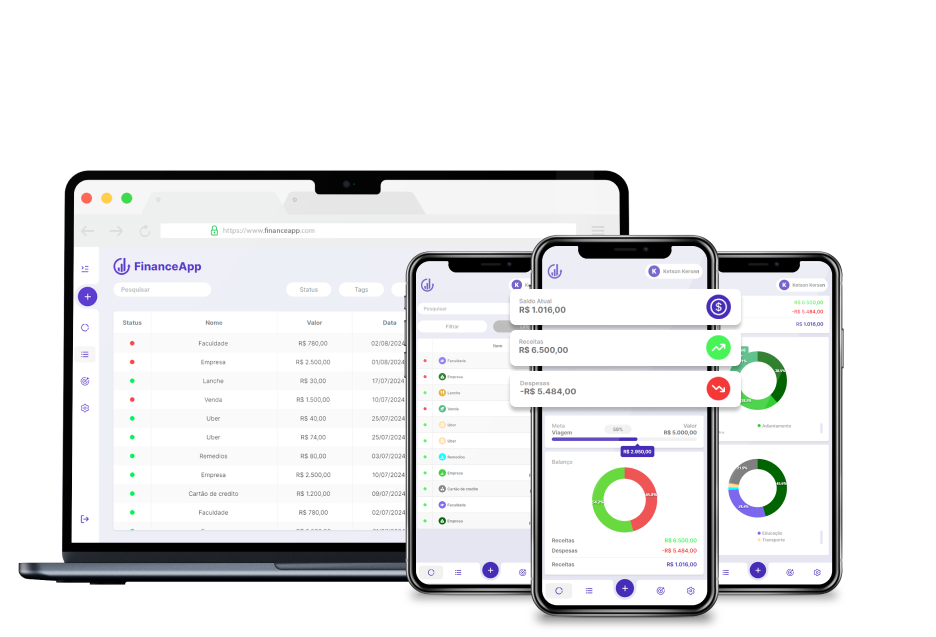 https://www.financeapp.com
FinanceApp
Pesquisar
Status
Tags
Status Nome Valor Data
Faculdade R$ 780,00 02/08/2024
Empresa R$ 2.500,00 01/08/2024
Lanche R$ 30,00 17/07/2024
Venda R$ 1.500,00 10/07/2024
Uber R$ 40,00 25/07/2024
Uber R$ 74,00 25/07/2024
Remedios R$ 80,00 03/07/2024
Empresa R$ 2.500,00 10/07/2024
Cartão de credito R$ 1.200,00 09/07/2024
Faculdade R$ 780,00 02/07/2024
K
Pesquisar
Filtrar
Nome
Faculdade
Empresa
Lanche
Venda
Uber
Uber
Remedios
Empresa
Cartão de credito
Faculdade
Empresa
K Ketson Kersen
Saldo Atual
R$ 1.016,00
Receitas
R$ 6.500,00
Despesas
-R$ 5.484,00
Meta 59% Valor
Viagem R$ 5.000,00
R$ 2.950,00
Balanço
Receitas R$ 6.500,00
Despesas -R$ 5.484,00
Receitas R$ 1.016,00
K Ketson Kersen
R$ 6.500,00
-R$ 5.484,00
R$ 1.016,00
Adiantamento
Educação
Transporte